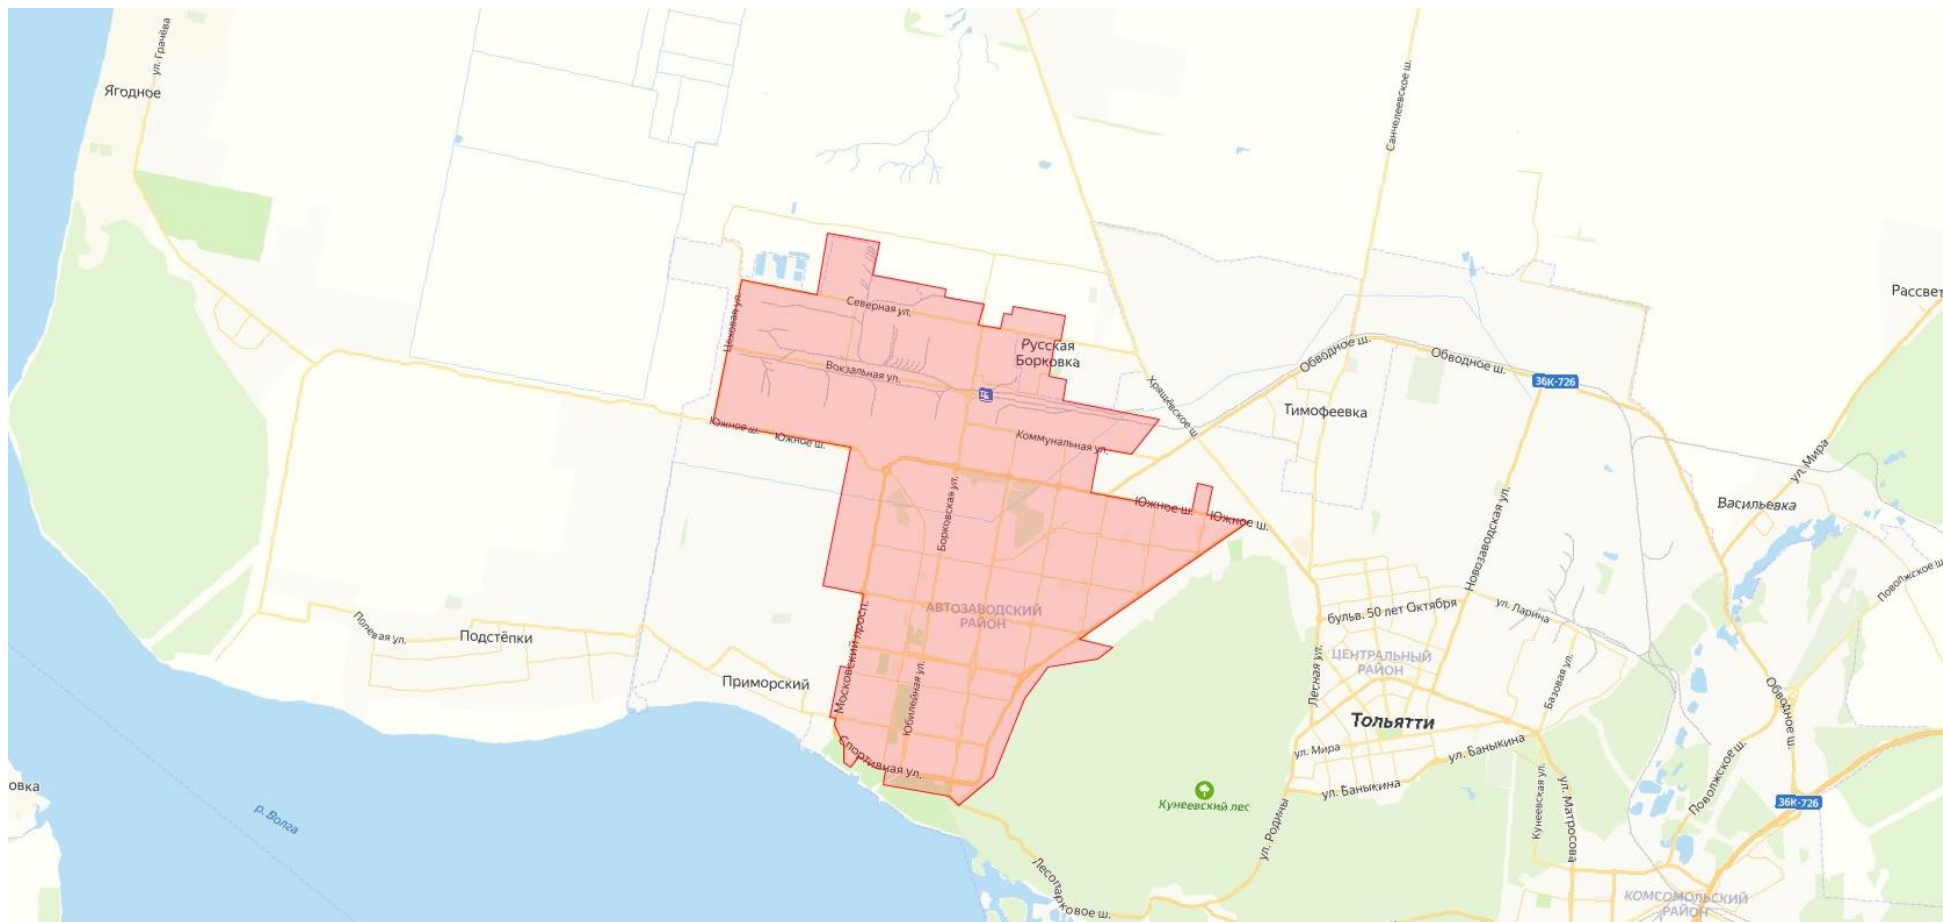 ул. Грачёва
Ягодное
Санчелеевское ш.
Рассвет
Северная ул.
Цеховая ул.
Русская
Борковка
Вокзальная ул.
Обводное ш.
Обводное ш.
36К-726
Хрящёвское ш.
Тимофеевка
Южное ш.
Южное ш.
Коммунальная ул.
ул. Мира
Васильевка
Борковская ул.
Южное ш.
Южное ш.
Новозаводская ул.
Поволжское ш.
АВТОЗАВОДСКИЙ
РАЙОН
бульв. 50 лет Октября
ул. Ларина
Полевая ул.
Подстёпки
Московский просп.
Приморский
Юбилейная ул.
Лесная ул.
ЦЕНТРАЛЬНЫЙ
РАЙОН
Базовая ул.
Обводное ш.
Тольятти
ул. Мира
ул. Баныкина
Спортивная ул.
ул. Баныкина
Кунеевский лес
овка
р. Волга
ул. Родины
Кунеевская ул.
ул. Матросова
Поволжское ш.
36К-726
Лесопарковое ш.
КОМСОМОЛЬСКИЙ
РАЙОН